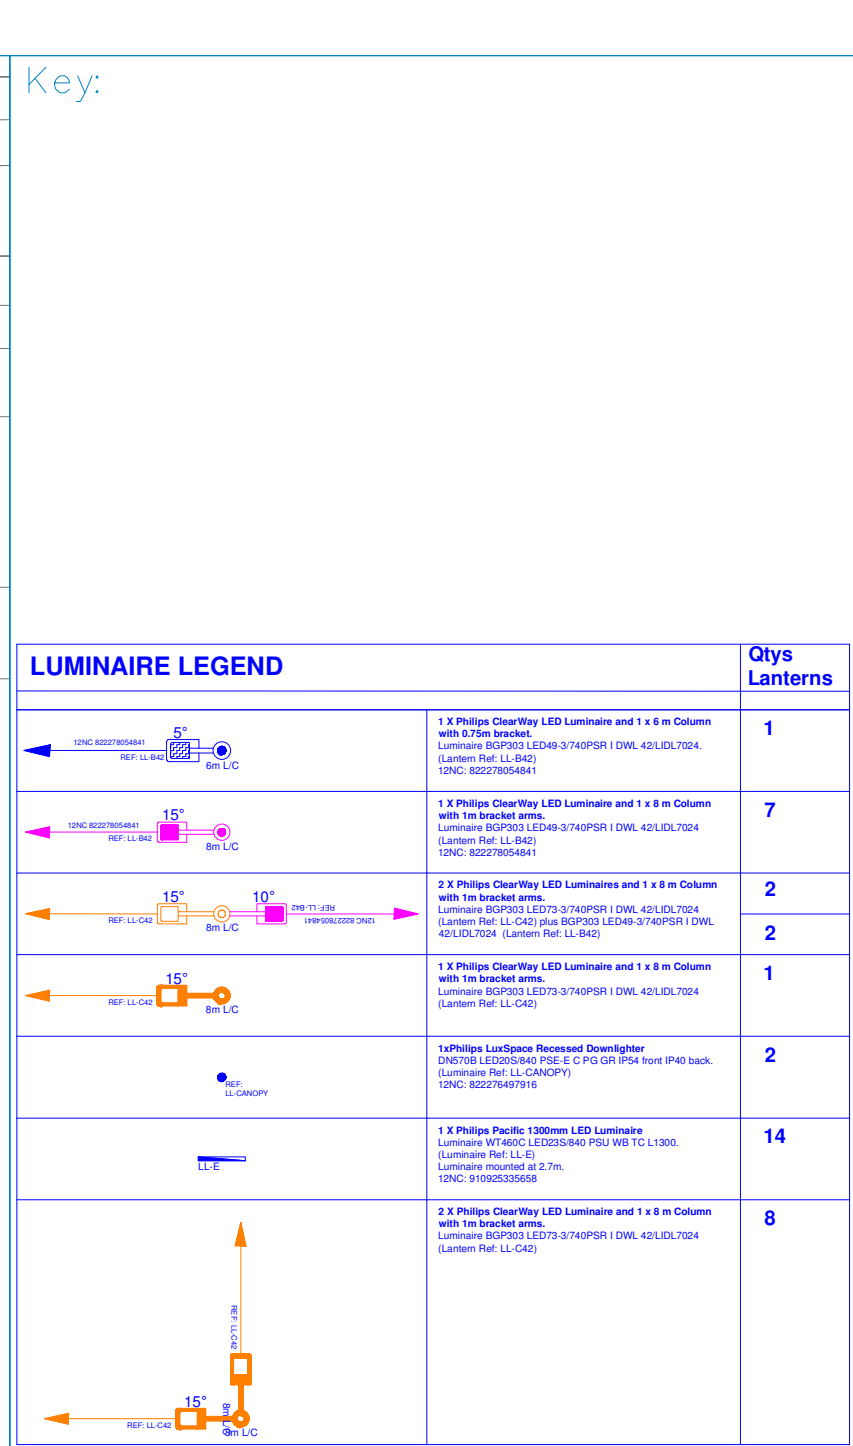 Key:
LUMINAIRE LEGEND
Qtys
Lanterns
5°
12NC 822278054841
REF: LL-B42
6m L/C
1 X Philips ClearWay LED Luminaire and 1 x 6 m Column
with 0.75m bracket.
Luminaire BGP303 LED49-3/740PSR I DWL 42/LIDL7024.
(Lantern Ref: LL-B42)
12NC: 822278054841
1
15°
12NC 822278054841
REF: LL-B42
8m L/C
1 X Philips ClearWay LED Luminaire and 1 x 8 m Column
with 1m bracket arms.
Luminaire BGP303 LED49-3/740PSR I DWL 42/LIDL7024
(Lantern Ref: LL-B42)
12NC: 822278054841
7
15°
10°
REF: LL-C42
8m L/C
REF: LL-B42
12NC 822278054841
2 X Philips ClearWay LED Luminaires and 1 x 8 m Column
with 1m bracket arms.
Luminaire BGP303 LED73-3/740PSR I DWL 42/LIDL7024
(Lantern Ref: LL-C42) plus BGP303 LED49-3/740PSR I DWL
42/LIDL7024 (Lantern Ref: LL-B42)
2
2
15°
REF: LL-C42
8m L/C
1 X Philips ClearWay LED Luminaire and 1 x 8 m Column
with 1m bracket arms.
Luminaire BGP303 LED73-3/740PSR I DWL 42/LIDL7024
(Lantern Ref: LL-C42)
1
REF:
LL-CANOPY
1xPhilips LuxSpace Recessed Downlighter
DN570B LED20S/840 PSE-E C PG GR IP54 front IP40 back.
(Luminaire Ref: LL-CANOPY)
12NC: 822276497916
2
LL-E
1 X Philips Pacific 1300mm LED Luminaire
Luminaire WT460C LED23S/840 PSU WB TC L1300.
(Luminaire Ref: LL-E)
Luminaire mounted at 2.7m.
12NC: 910925335658
14
2 X Philips ClearWay LED Luminaire and 1 x 8 m Column
with 1m bracket arms.
Luminaire BGP303 LED73-3/740PSR I DWL 42/LIDL7024
(Lantern Ref: LL-C42)
8
REF: LL-C42
15°
8m L/C
REF: LL-C42
8m L/C